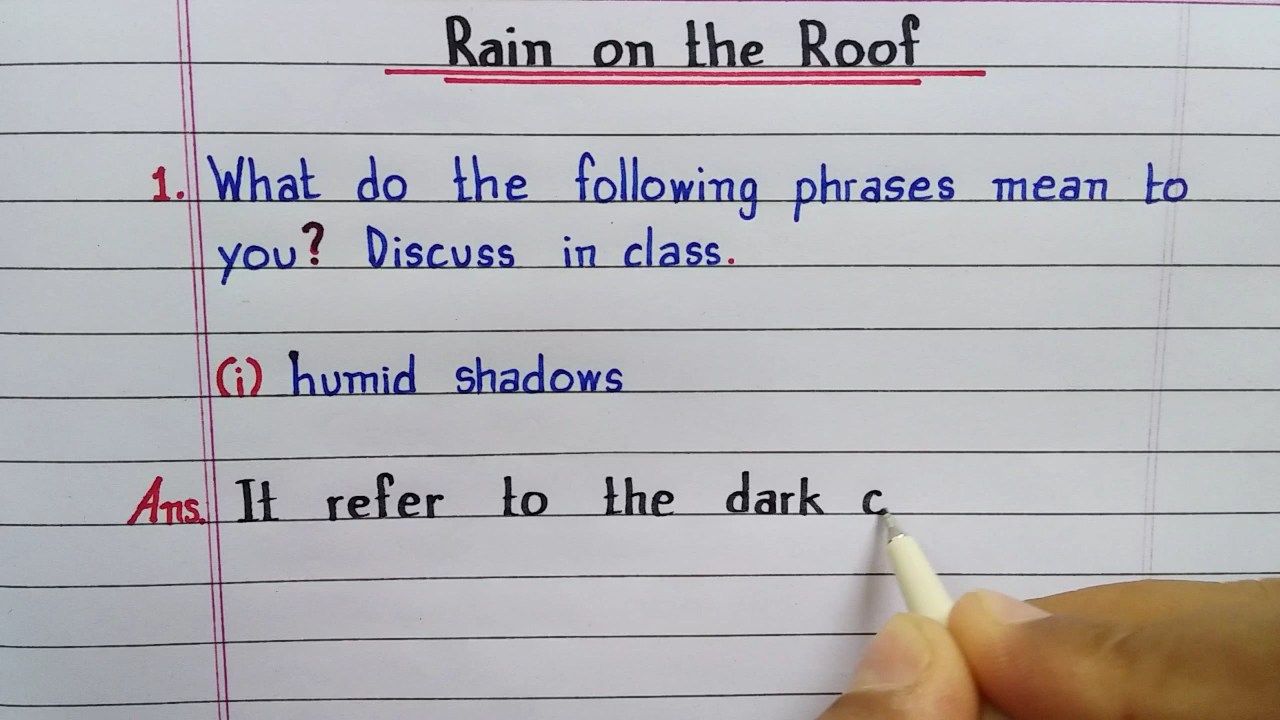 Rain on the Roof
1. What do the following phrases mean to
you? Discuss in class.
(i) humid shadows
Ans. It refer to the dark c